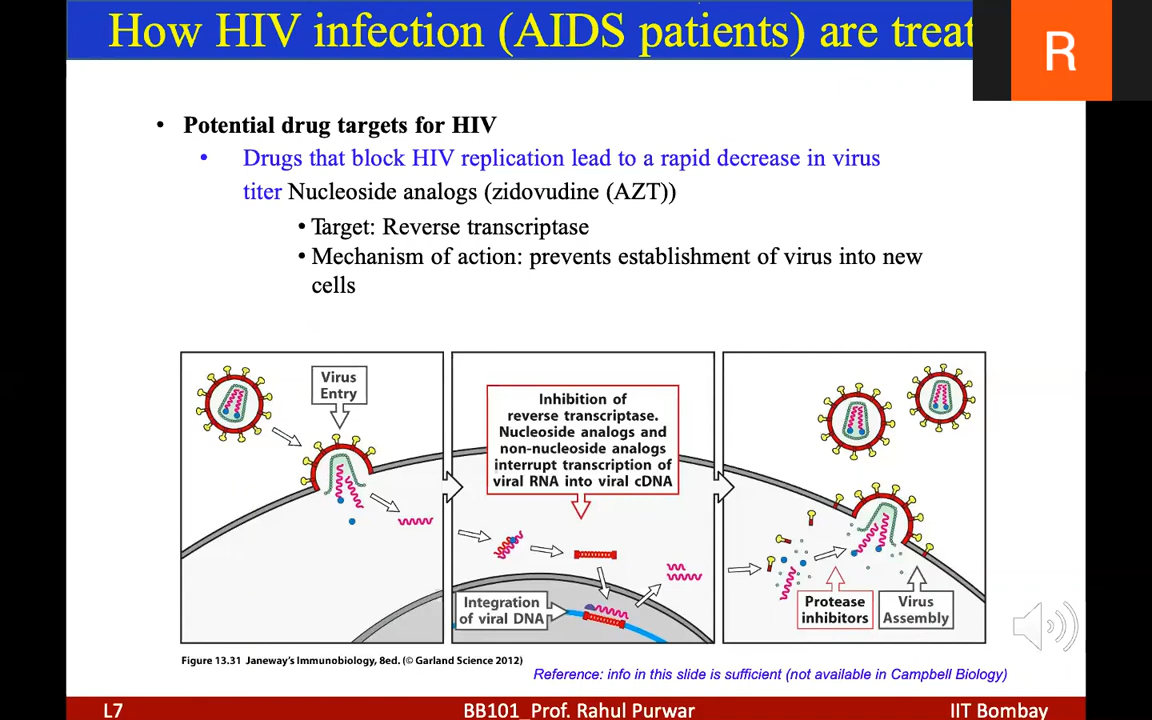 How HIV infection (AIDS patients) are treat
R
• Potential drug targets for HIV
• Drugs that block HIV replication lead to a rapid decrease in virus
titer Nucleoside analogs (zidovudine (AZT))
• Target: Reverse transcriptase
• Mechanism of action: prevents establishment of virus into new
cells
Virus
Entry
Inhibition of
reverse transcriptase.
Nucleoside analogs and
non-nucleoside analogs
interrupt transcription of
viral RNA into viral cDNA
Integration
of viral DNA
Protease
inhibitors
Virus
Assembly
Figure 13.31 Janeway's Immunobiology, 8ed. (© Garland Science 2012)
Reference: info in this slide is sufficient (not available in Campbell Biology)
L7
BB101_Prof. Rahul Purwar
IIT Bombay